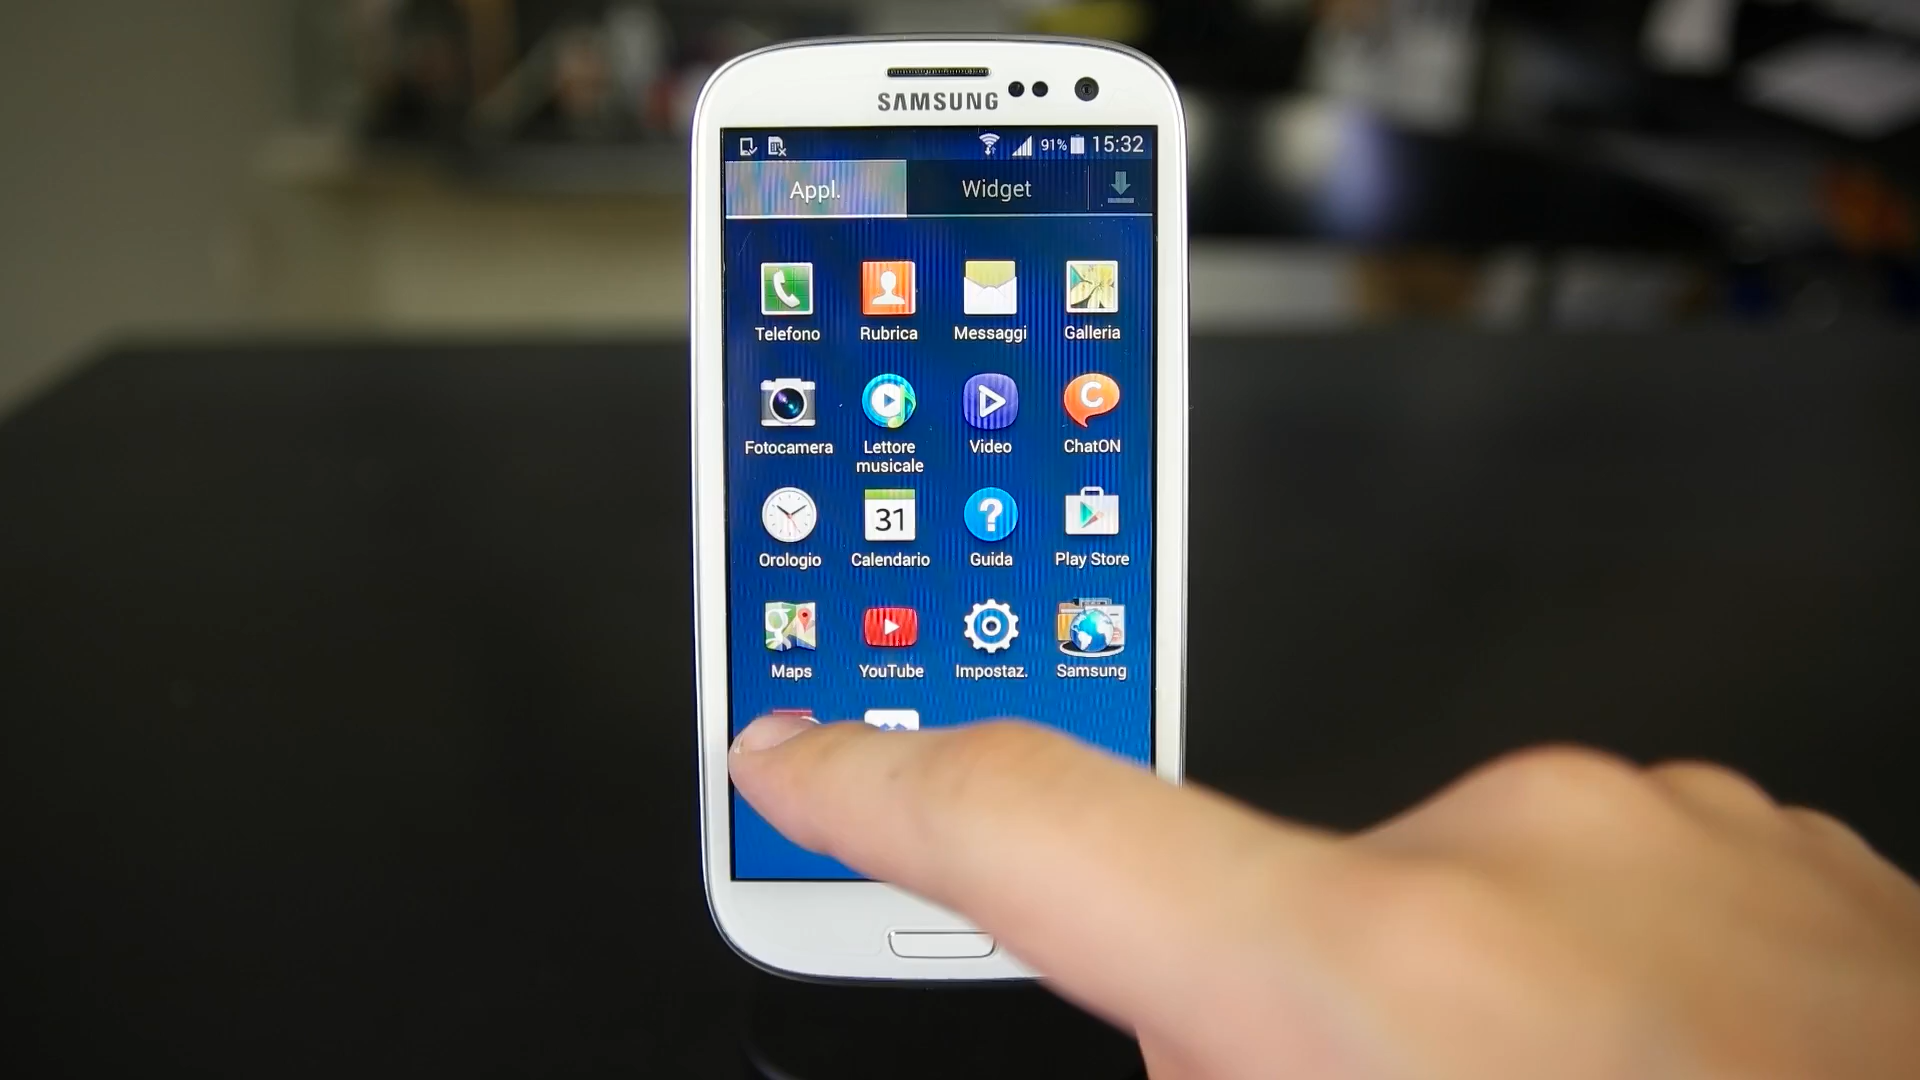 SAMSUNG
91% 15:32
Appl. Widget
Telefono Rubrica Messaggi Galleria
Fotocamera Lettore musicale Video ChatON
31
Orologio Calendario Guida Play Store
Maps YouTube Impostaz. Samsung